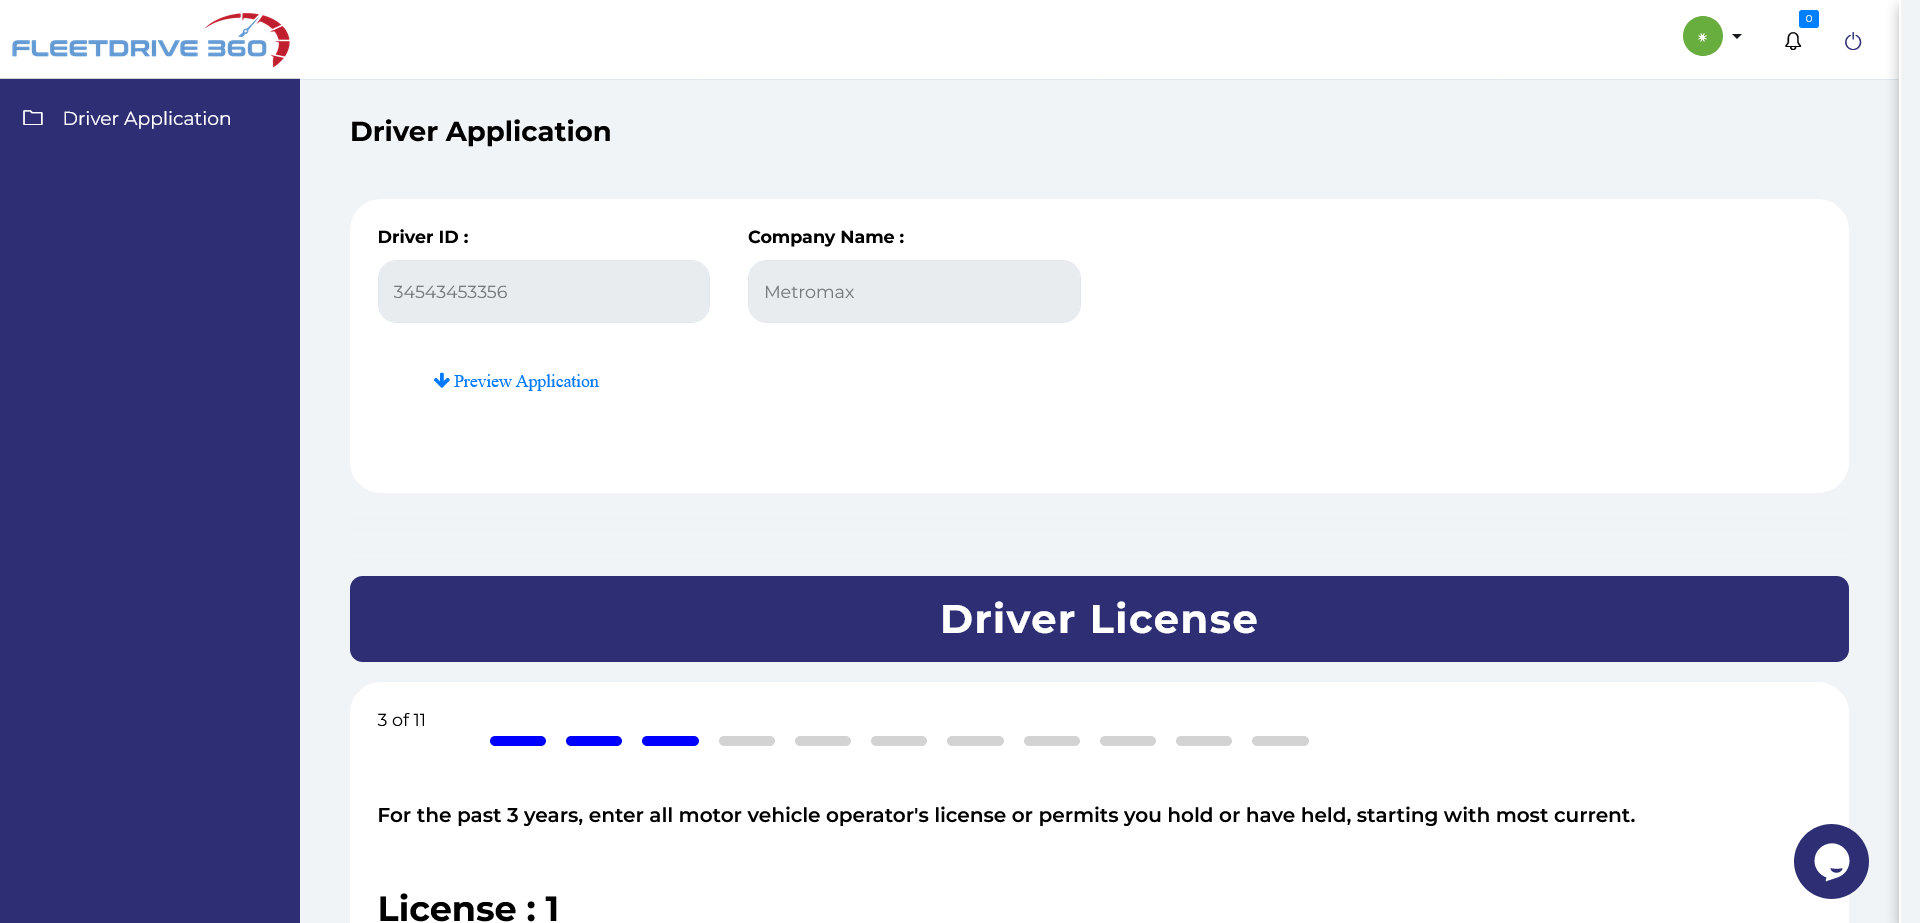 FLEETDRIVE 360
0
Driver Application
Driver Application
Driver ID :
Company Name :
34543453356
Metromax
Preview Application
Driver License
3 of 11
For the past 3 years, enter all motor vehicle operator's license or permits you hold or have held, starting with most current.
License : 1